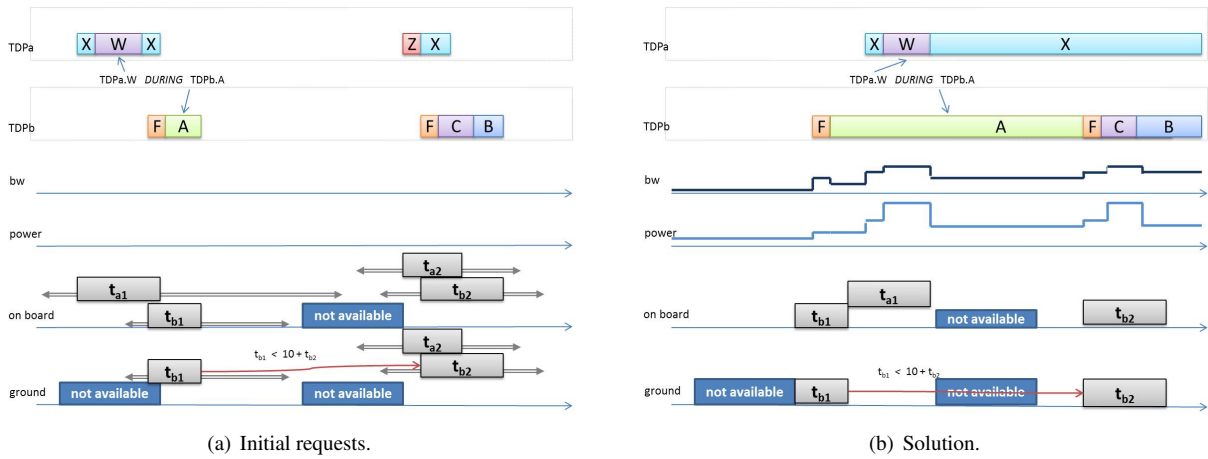 TDPa
X W X
Z X
TDPa.W DURING TDPb.A
TDPb
F A
F C B
bw
power
on board
ta1
tb1
not available
ta2
tb2
ground
not available
tb1
tb1 < 10 + tb2
not available
ta2
tb2
(a) Initial requests.
TDPa
X W X
TDPa.W DURING TDPb.A
TDPb
F A F C B
bw
power
on board
tb1
ta1
not available
tb2
ground
not available
tb1
tb1 < 10 + tb2
not available
tb2
(b) Solution.